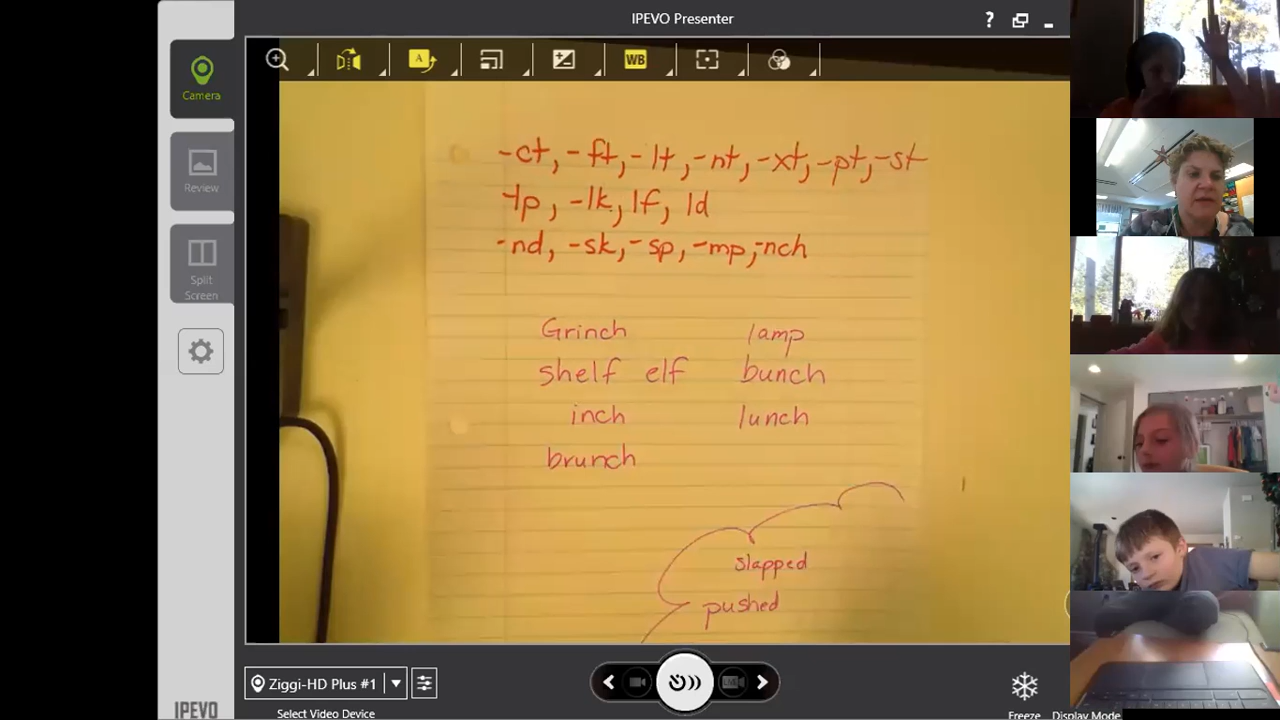 IPEVO Presenter
?
Camera
WB
Review
Split
Screen
-ct, -ft, -lt, -nt, -xt, -pt, -st
-lp, -lk, lf, ld
-nd, -sk, -sp, -mp, -nch
Grinch lamp
shelf elf bunch
inch lunch
brunch
slapped
pushed
Ziggi-HD Plus #1
IPEVO
Select Video Device
Freeze
Display Mode